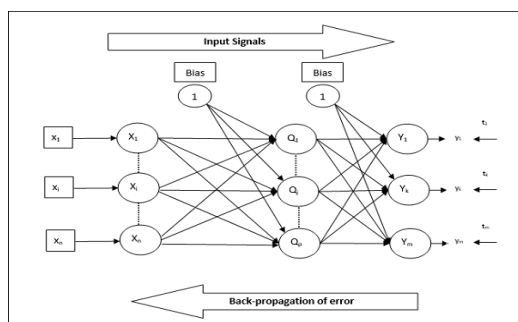 Input Signals
Bias
Bias
1
1
x₁
X₁
Q₁
Y₁
y₁
t₁
xᵢ
Xᵢ
Qⱼ
Yₖ
yₖ
tₖ
xₙ
Xₙ
Qₚ
Yₘ
yₘ
tₘ
Back-propagation of error